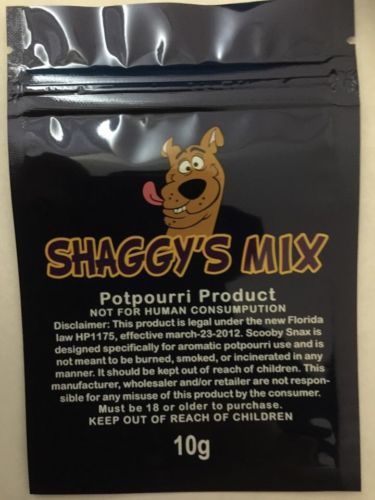 SHAGGY'S MIX
Potpourri Product
NOT FOR HUMAN CONSUMPUTION
Disclaimer: This product is legal under the new Florida
law HP1175, effective march-23-2012. Scooby Snax is
designed specifically for aromatic potpourri use and is
not meant to be burned, smoked, or incinerated in any
manner. It should be kept out of reach of children. This
manufacturer, wholesaler and/or retailer are not respon-
sible for any misuse of this product by the consumer.
Must be 18 or older to purchase.
KEEP OUT OF REACH OF CHILDREN
10g